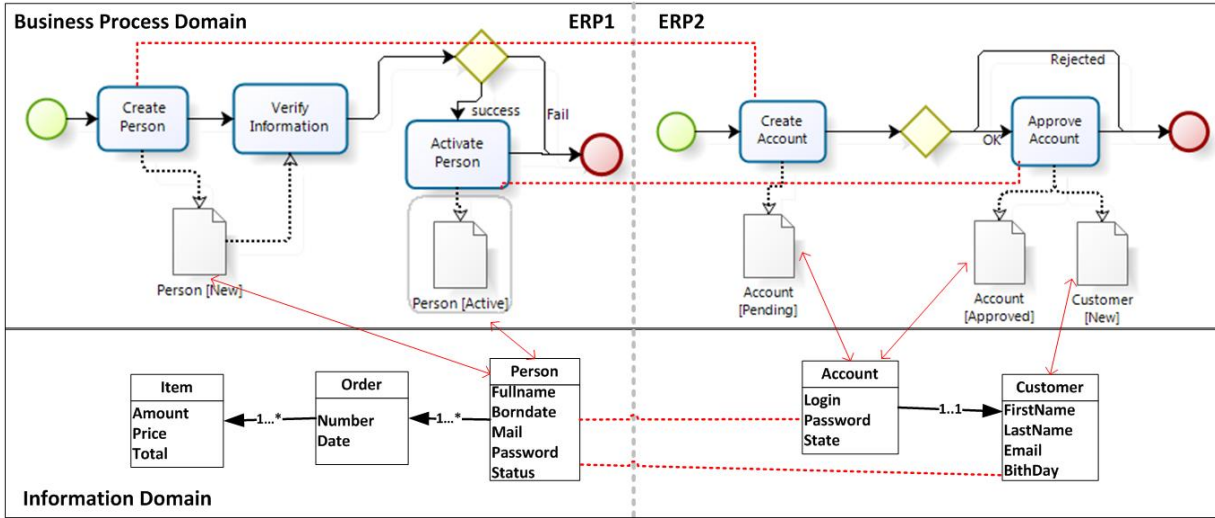 Business Process Domain
ERP1
ERP2
Create
Person
Verify
Information
success
Fail
Activate
Person
Person [New]
Person [Active]
Create
Account
Rejected
OK
Approve
Account
Account
[Pending]
Account
[Approved]
Customer
[New]
Item
Amount
Price
Total
1...*
Order
Number
Date
1...*
Person
Fullname
Borndate
Mail
Password
Status
Account
Login
Password
State
1..1
Customer
FirstName
LastName
Email
BithDay
Information Domain